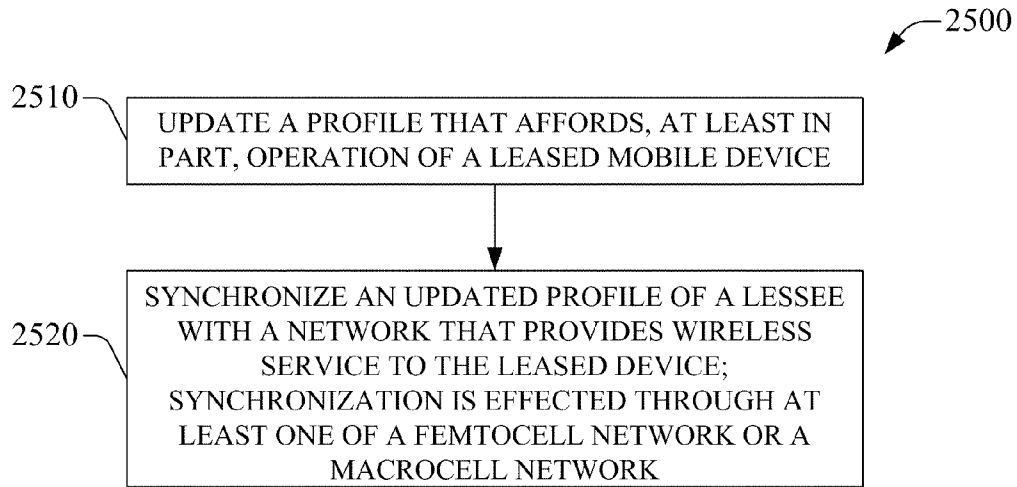 2500
2510
UPDATE A PROFILE THAT AFFORDS, AT LEAST IN
PART, OPERATION OF A LEASED MOBILE DEVICE
2520
SYNCHRONIZE AN UPDATED PROFILE OF A LESSEE
WITH A NETWORK THAT PROVIDES WIRELESS
SERVICE TO THE LEASED DEVICE;
SYNCHRONIZATION IS EFFECTED THROUGH AT
LEAST ONE OF A FEMTOCELL NETWORK OR A
MACROCELL NETWORK